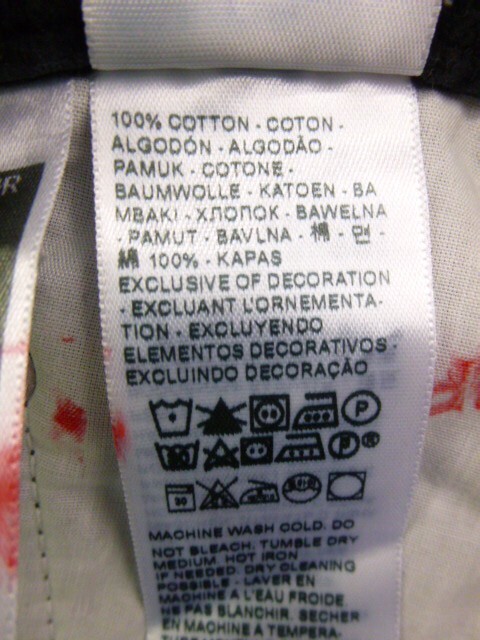 100% COTTON - COTON -
ALGODÓN - ALGODÃO -
PAMUK - COTONE -
BAUMWOLLE - KATOEN - BA
MBAKI - ХЛОПОК - BAWELNA
- PAMUT - BAVLNA - 棉 - 면 -
綿 100% - KAPAS
EXCLUSIVE OF DECORATION
- EXCLUANT L'ORNEMENTA-
TION - EXCLUYENDO
ELEMENTOS DECORATIVOS -
EXCLUINDO DECORAÇÃO
P
P®
MACHINE WASH COLD. DO
NOT BLEACH. TUMBLE DRY
MEDIUM. HOT IRON
IF NEEDED. DRY CLEANING
POSSIBLE - LAVER EN
MACHINE A L'EAU FROIDE.
NE PAS BLANCHIR. SECHER
EN MACHINE A TEMPERA-